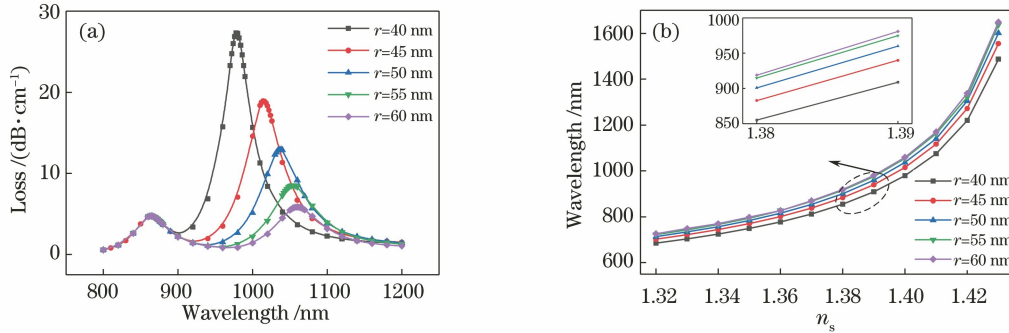 (a)
r=40 nm
r=45 nm
r=50 nm
r=55 nm
r=60 nm
30
20
10
0
Loss /(dB·cm⁻¹)
800 900 1000 1100 1200
Wavelength /nm
(b)
1600
1400
1200
1000
800
600
Wavelength /nm
1000
950
900
850
1.38 1.39
r=40 nm
r=45 nm
r=50 nm
r=55 nm
r=60 nm
1.32 1.34 1.36 1.38 1.40 1.42
nₛ